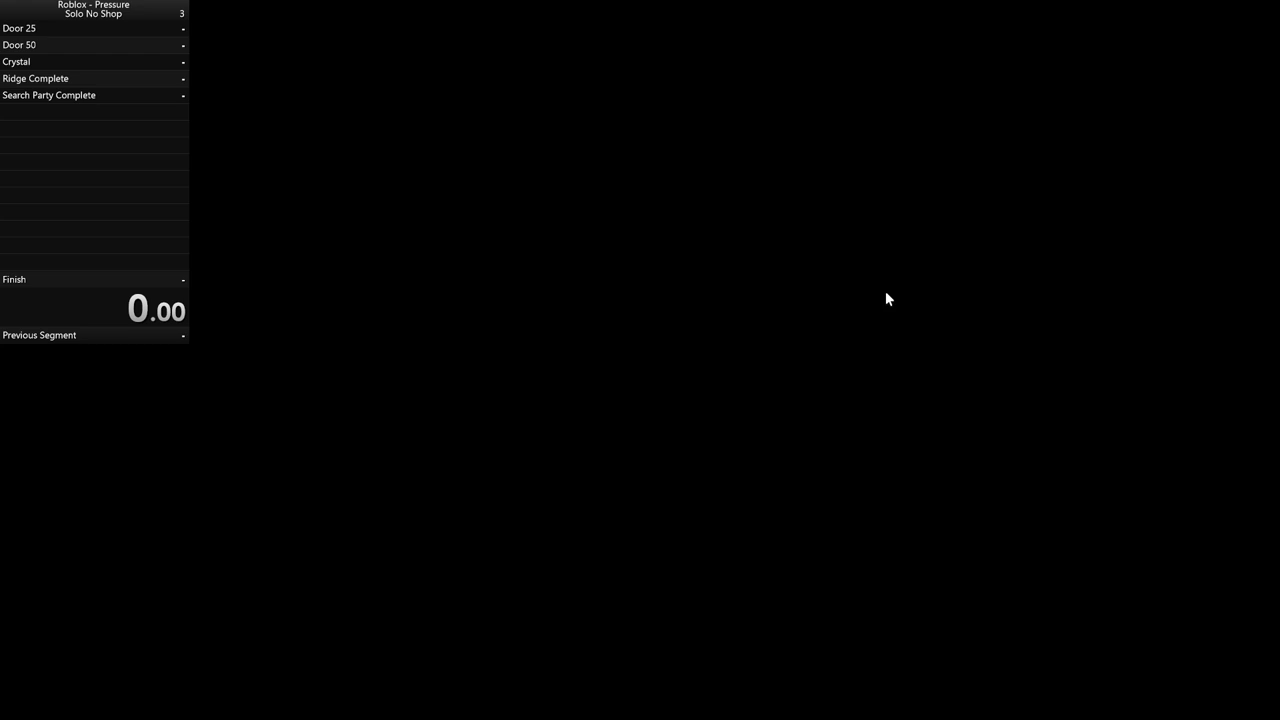 Roblox - Pressure
Solo No Shop 3
Door 25 -
Door 50 -
Crystal -
Ridge Complete -
Search Party Complete -
Finish -
0.00
Previous Segment -